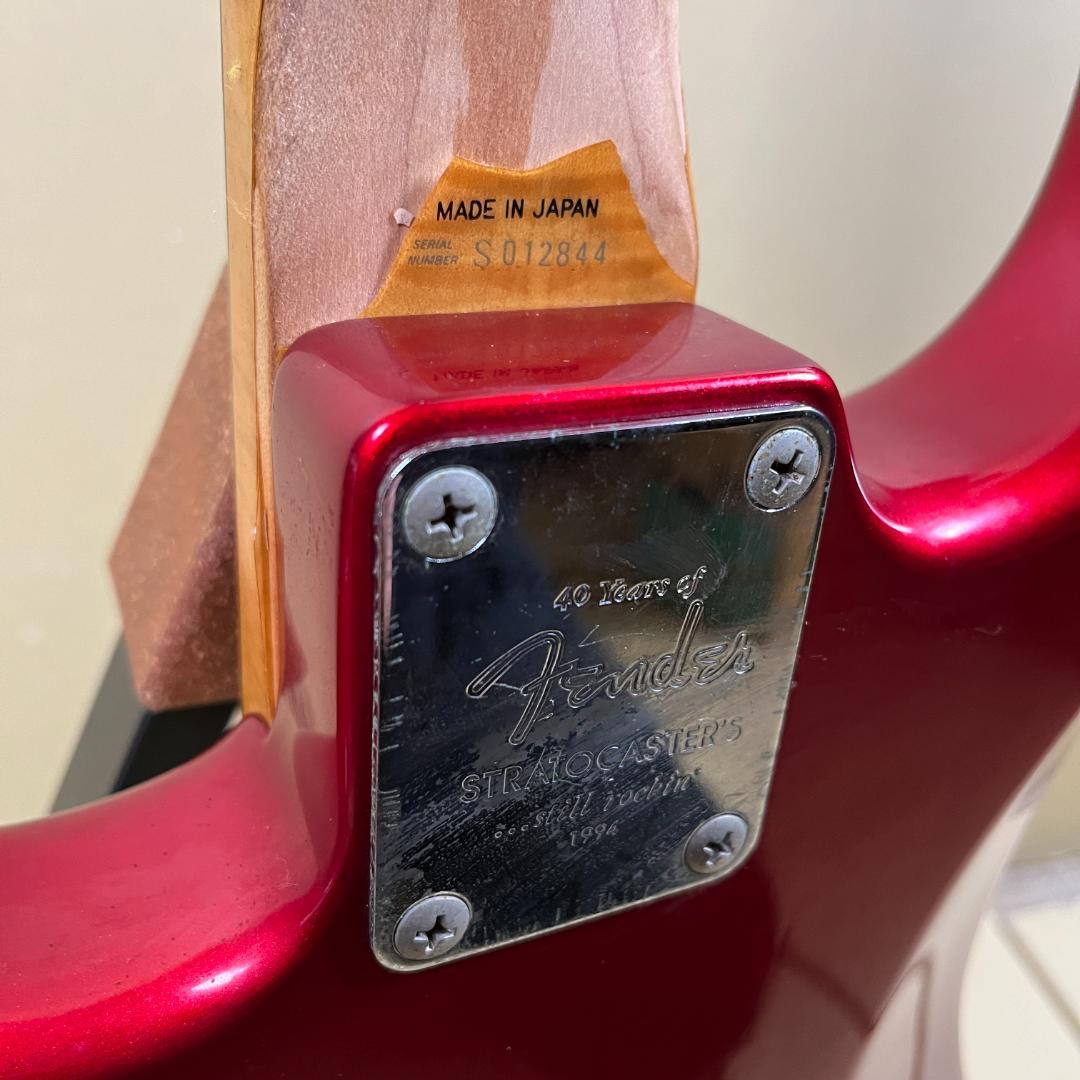 MADE IN JAPAN
SERIAL
NUMBER S 012844
40 Years of
Fender
STRATOCASTER'S
...still rockin'
1994